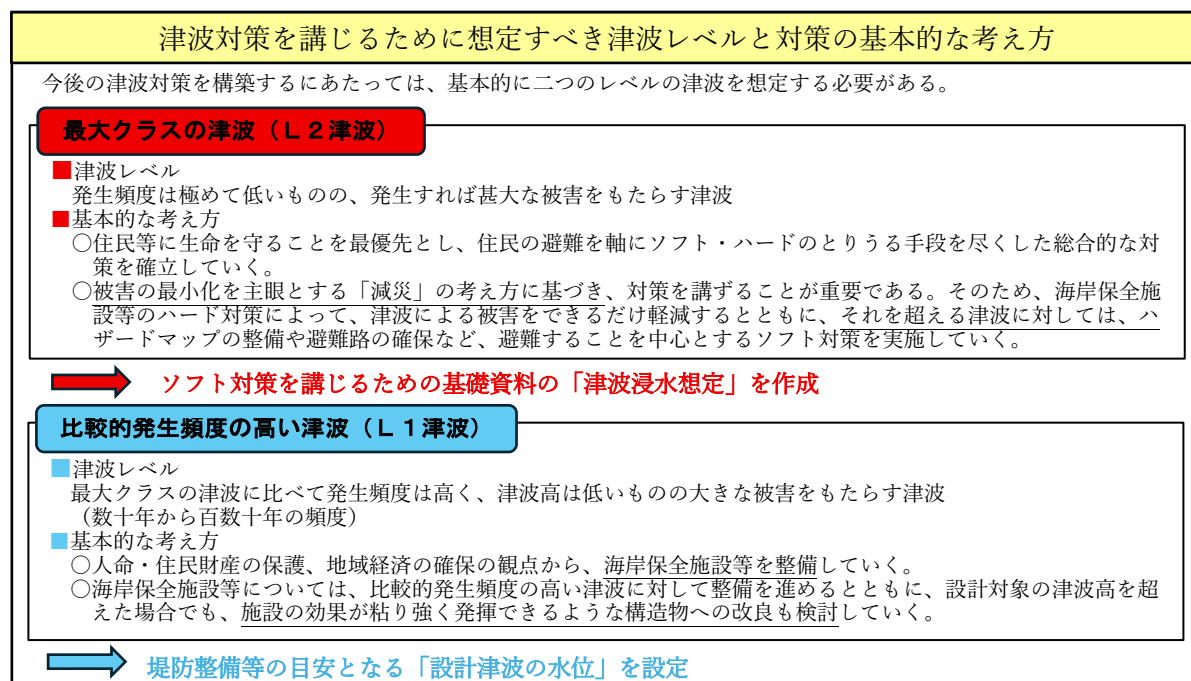 津波対策を講じるために想定すべき津波レベルと対策の基本的な考え方
今後の津波対策を構築するにあたっては、基本的に二つのレベルの津波を想定する必要がある。
最大クラスの津波（Ｌ２津波）
■津波レベル
発生頻度は極めて低いものの、発生すれば甚大な被害をもたらす津波
■基本的な考え方
○住民等に生命を守ることを最優先とし、住民の避難を軸にソフト・ハードのとりうる手段を尽くした総合的な対
策を確立していく。
○被害の最小化を主眼とする「減災」の考え方に基づき、対策を講ずることが重要である。そのため、海岸保全施
設等のハード対策によって、津波による被害をできるだけ軽減するとともに、それを超える津波に対しては、ハ
ザードマップの整備や避難路の確保など、避難することを中心とするソフト対策を実施していく。
ソフト対策を講じるための基礎資料の「津波浸水想定」を作成
比較的発生頻度の高い津波（Ｌ１津波）
■津波レベル
最大クラスの津波に比べて発生頻度は高く、津波高は低いものの大きな被害をもたらす津波
（数十年から百数十年の頻度）
■基本的な考え方
○人命・住民財産の保護、地域経済の確保の観点から、海岸保全施設等を整備していく。
○海岸保全施設等については、比較的発生頻度の高い津波に対して整備を進めるとともに、設計対象の津波高を超
えた場合でも、施設の効果が粘り強く発揮できるような構造物への改良も検討していく。
堤防整備等の目安となる「設計津波の水位」を設定